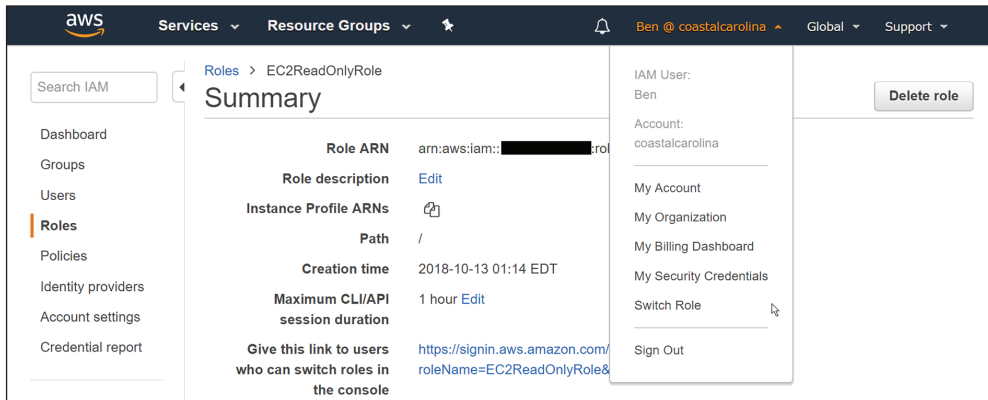 aws
Services
Resource Groups
Ben @ coastalcarolina
Global
Support
Search IAM
Dashboard
Groups
Users
Roles
Policies
Identity providers
Account settings
Credential report
Roles > EC2ReadOnlyRole
Summary
Delete role
Role ARN arn:aws:iam:: :rol
Role description Edit
Instance Profile ARNs
Path /
Creation time 2018-10-13 01:14 EDT
Maximum CLI/API 1 hour Edit
session duration
Give this link to users https://signin.aws.amazon.com/
who can switch roles in roleName=EC2ReadOnlyRole&
the console
IAM User:
Ben
Account:
coastalcarolina
My Account
My Organization
My Billing Dashboard
My Security Credentials
Switch Role
Sign Out